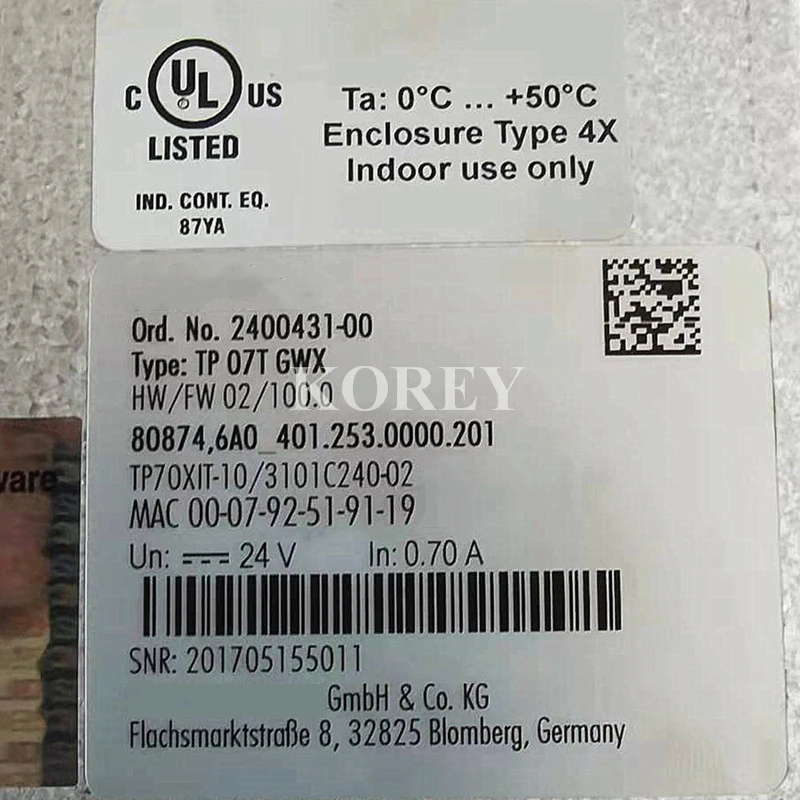 C UL US
LISTED
IND. CONT. EQ.
87YA
Ta: 0°C ... +50°C
Enclosure Type 4X
Indoor use only
Ord. No. 2400431-00
Type: TP 07T GWX
HW/FW 02/100.0
KOREY
80874,6A0_401.253.0000.201
TP70XIT-10/3101C240-02
MAC 00-07-92-51-91-19
Un: 24 V In: 0.70 A
SNR: 201705155011
GmbH & Co. KG
Flachsmarktstraße 8, 32825 Blomberg, Germany